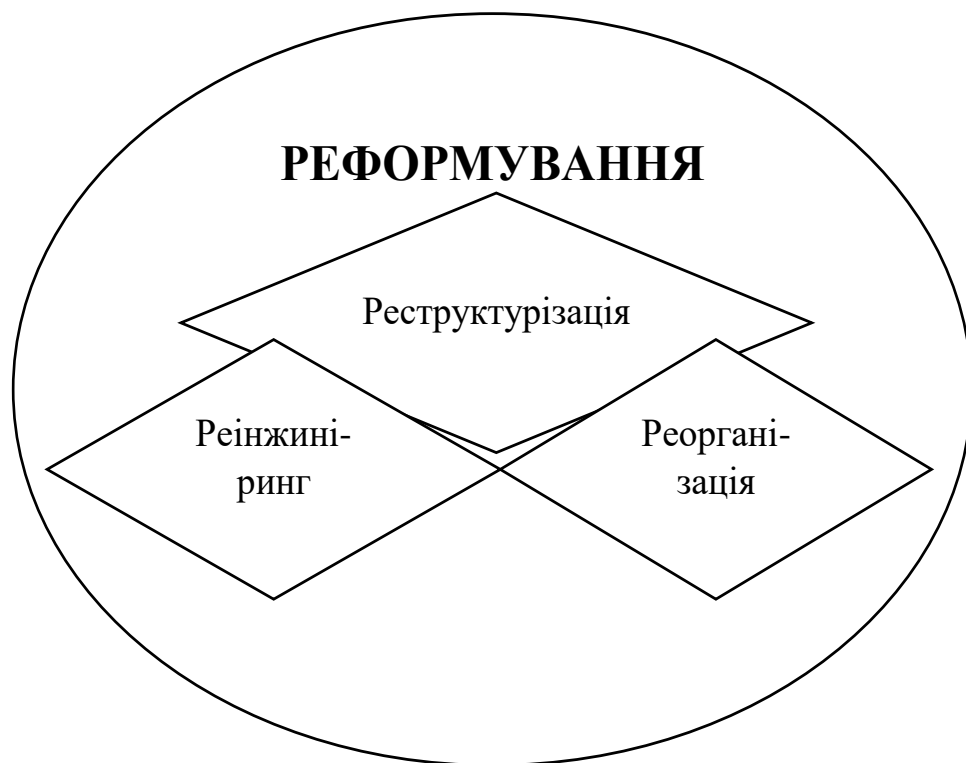 РЕФОРМУВАННЯ
Реструктурізація
Реінжині-
ринг
Реоргані-
зація